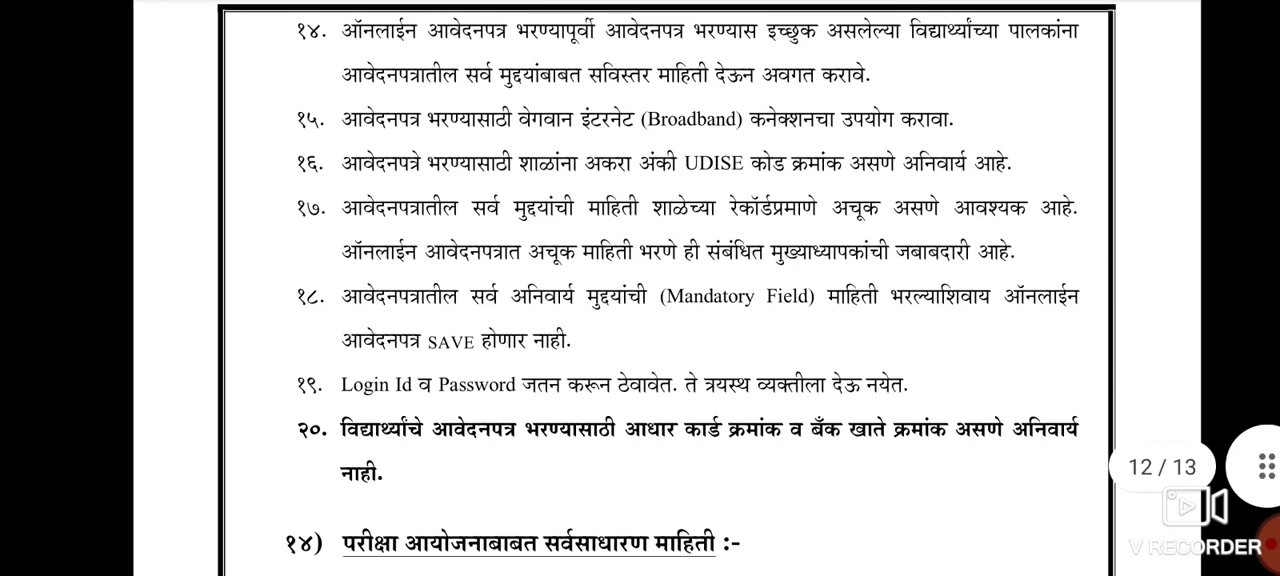 १४. ऑनलाईन आवेदनपत्र भरण्यापूर्वी आवेदनपत्र भरण्यास इच्छुक असलेल्या विद्यार्थ्यांच्या पालकांना
आवेदनपत्रातील सर्व मुद्दयांबाबत सविस्तर माहिती देऊन अवगत करावे.
१५. आवेदनपत्र भरण्यासाठी वेगवान इंटरनेट (Broadband) कनेक्शनचा उपयोग करावा.
१६. आवेदनपत्रे भरण्यासाठी शाळांना अकरा अंकी UDISE कोड क्रमांक असणे अनिवार्य आहे.
१७. आवेदनपत्रातील सर्व मुद्दयांची माहिती शाळेच्या रेकॉर्डप्रमाणे अचूक असणे आवश्यक आहे.
ऑनलाईन आवेदनपत्रात अचूक माहिती भरणे ही संबंधित मुख्याध्यापकांची जबाबदारी आहे.
१८. आवेदनपत्रातील सर्व अनिवार्य मुद्दयांची (Mandatory Field) माहिती भरल्याशिवाय ऑनलाईन
आवेदनपत्र SAVE होणार नाही.
१९. Login Id व Password जतन करून ठेवावेत. ते त्रयस्थ व्यक्तीला देऊ नयेत.
२०. विद्यार्थ्यांचे आवेदनपत्र भरण्यासाठी आधार कार्ड क्रमांक व बँक खाते क्रमांक असणे अनिवार्य
नाही.
12 / 13
V RECORDER
१४) परीक्षा आयोजनाबाबत सर्वसाधारण माहिती :-